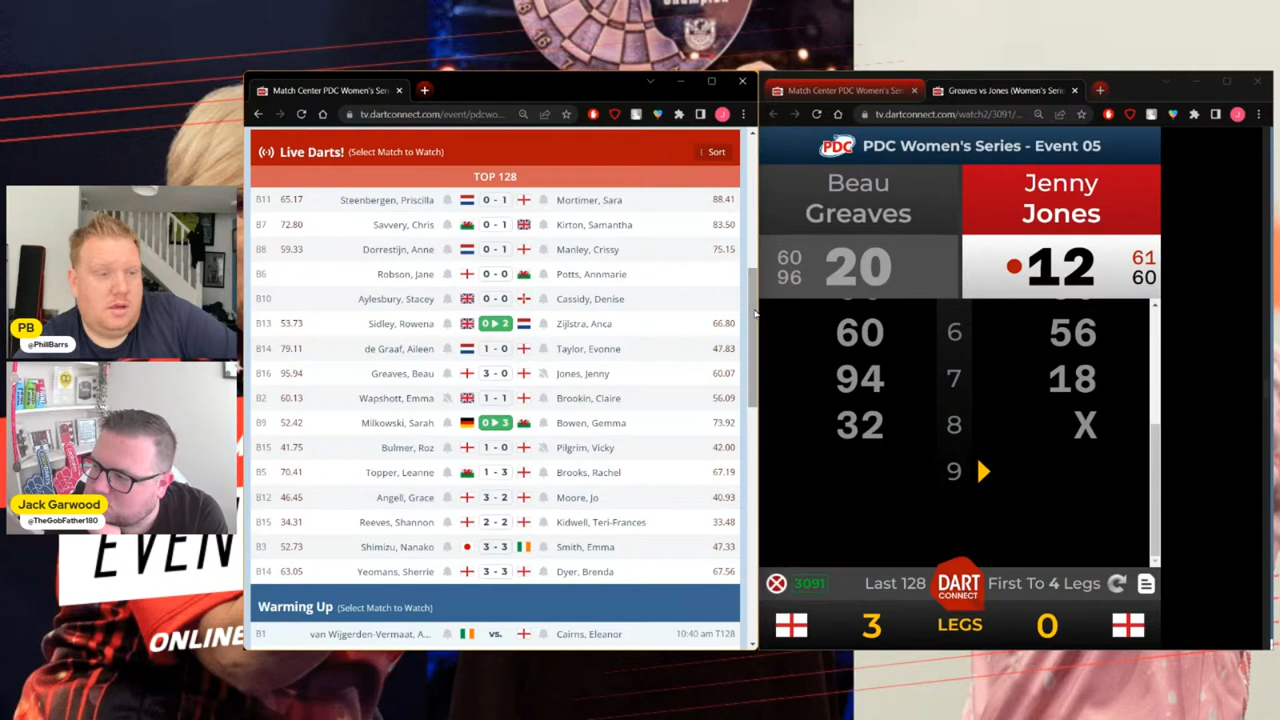 PB
@PhillBarrs
Jack Garwood
@TheGobFather180
EVEN
ONLINE
Match Center PDC Women's Seri
tv.dartconnect.com/event/pdcwo...
Live Darts! (Select Match to Watch)
Sort
TOP 128
B11 65.17 Steenbergen, Priscilla 0 - 1 Mortimer, Sara 88.41
B7 72.80 Savvery, Chris 0 - 1 Kirton, Samantha 83.50
B8 59.33 Dorrestijn, Anne 0 - 1 Manley, Crissy 75.15
B6 Robson, Jane 0 - 0 Potts, Annmarie
B10 Aylesbury, Stacey 0 - 0 Cassidy, Denise
B13 53.73 Sidley, Rowena 0 ▶ 2 Zijlstra, Anca 66.80
B14 79.11 de Graaf, Aileen 1 - 0 Taylor, Evonne 47.83
B16 95.94 Greaves, Beau 3 - 0 Jones, Jenny 60.07
B2 60.13 Wapshott, Emma 1 - 1 Brookin, Claire 56.09
B9 52.42 Milkowski, Sarah 0 ▶ 3 Bowen, Gemma 73.92
B15 41.75 Bulmer, Roz 1 - 0 Pilgrim, Vicky 42.00
B5 70.41 Topper, Leanne 1 - 3 Brooks, Rachel 67.19
B12 46.45 Angell, Grace 3 - 2 Moore, Jo 40.93
B15 34.31 Reeves, Shannon 2 - 2 Kidwell, Teri-Frances 33.48
B3 52.73 Shimizu, Nanako 3 - 3 Smith, Emma 47.33
B14 63.05 Yeomans, Sherrie 3 - 3 Dyer, Brenda 67.56
Warming Up (Select Match to Watch)
B1 van Wijgerden-Vermaat, A... vs. Cairns, Eleanor 10:40 am T128
Match Center PDC Women's Seri
Greaves vs Jones (Women's Serie
tv.dartconnect.com/watch2/3091/...
PDC PDC Women's Series - Event 05
Beau Greaves
Jenny Jones
60 96 20
12 61 60
60 6 56
94 7 18
32 8 X
9
3091 Last 128 DART CONNECT First To 4 Legs
3 LEGS 0